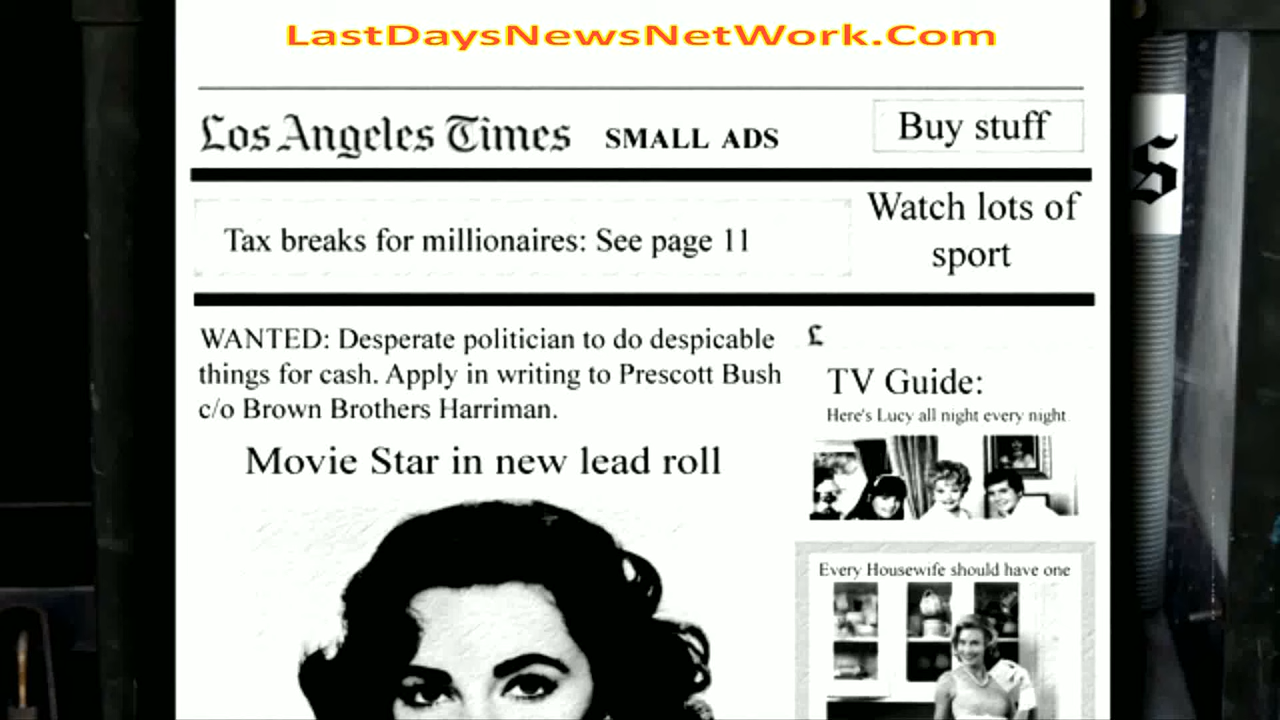 LastDaysNewsNetWork.Com
Los Angeles Times SMALL ADS
Buy stuff
Tax breaks for millionaires: See page 11
Watch lots of
sport
WANTED: Desperate politician to do despicable
things for cash. Apply in writing to Prescott Bush
c/o Brown Brothers Harriman.
Movie Star in new lead roll
£
TV Guide:
Here's Lucy all night every night
Every Housewife should have one
S